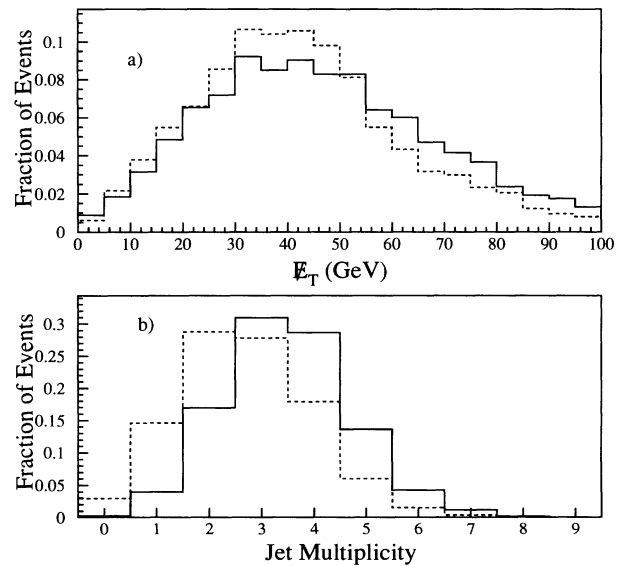 0.1
0.08
0.06
0.04
0.02
0
a)
Fraction of Events
0 10 20 30 40 50 60 70 80 90 100
E̸_T (GeV)
0.3
0.25
0.2
0.15
0.1
0.05
0
b)
Fraction of Events
0 1 2 3 4 5 6 7 8 9
Jet Multiplicity